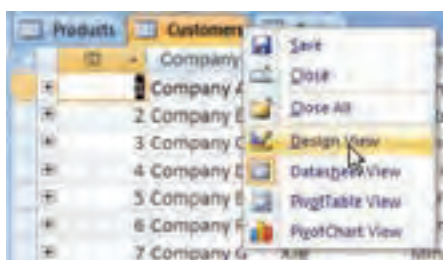 Products Customers
ID Company
Save
Close
Close All
Design View
Datasheet View
PivotTable View
PivotChart View
1 Company A
2 Company
3 Company C
4 Company
5 Company
6 Company
7 Company G